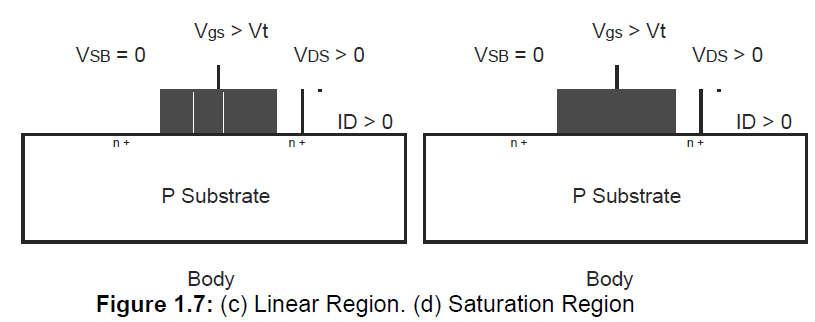 Vgs > Vt
VSB = 0
VDS > 0
ID > 0
n +
n +
P Substrate
Body
Vgs > Vt
VSB = 0
VDS > 0
ID > 0
n +
n +
P Substrate
Body
Figure 1.7: (c) Linear Region. (d) Saturation Region